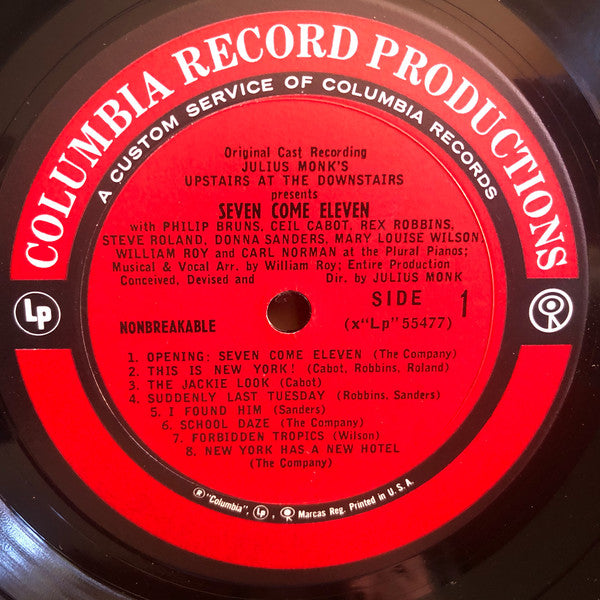 COLUMBIA RECORD PRODUCTIONS
A CUSTOM SERVICE OF COLUMBIA RECORDS
Original Cast Recording
JULIUS MONK'S
UPSTAIRS AT THE DOWNSTAIRS
presents
SEVEN COME ELEVEN
with PHILIP BRUNS, CEIL CABOT, REX ROBBINS,
STEVE ROLAND, DONNA SANDERS, MARY LOUISE WILSON,
WILLIAM ROY and CARL NORMAN at the Plural Pianos;
Musical & Vocal Arr. by William Roy; Entire Production
Conceived, Devised and Dir. by JULIUS MONK
SIDE 1
Lp
NONBREAKABLE
(x"Lp" 55477)
1. OPENING: SEVEN COME ELEVEN (The Company)
2. THIS IS NEW YORK! (Cabot, Robbins, Roland)
3. THE JACKIE LOOK (Cabot)
4. SUDDENLY LAST TUESDAY (Robbins, Sanders)
5. I FOUND HIM (Sanders)
6. SCHOOL DAZE (The Company)
7. FORBIDDEN TROPICS (Wilson)
8. NEW YORK HAS A NEW HOTEL
(The Company)
® "Columbia", Lp, Marcas Reg. Printed in U. S. A.